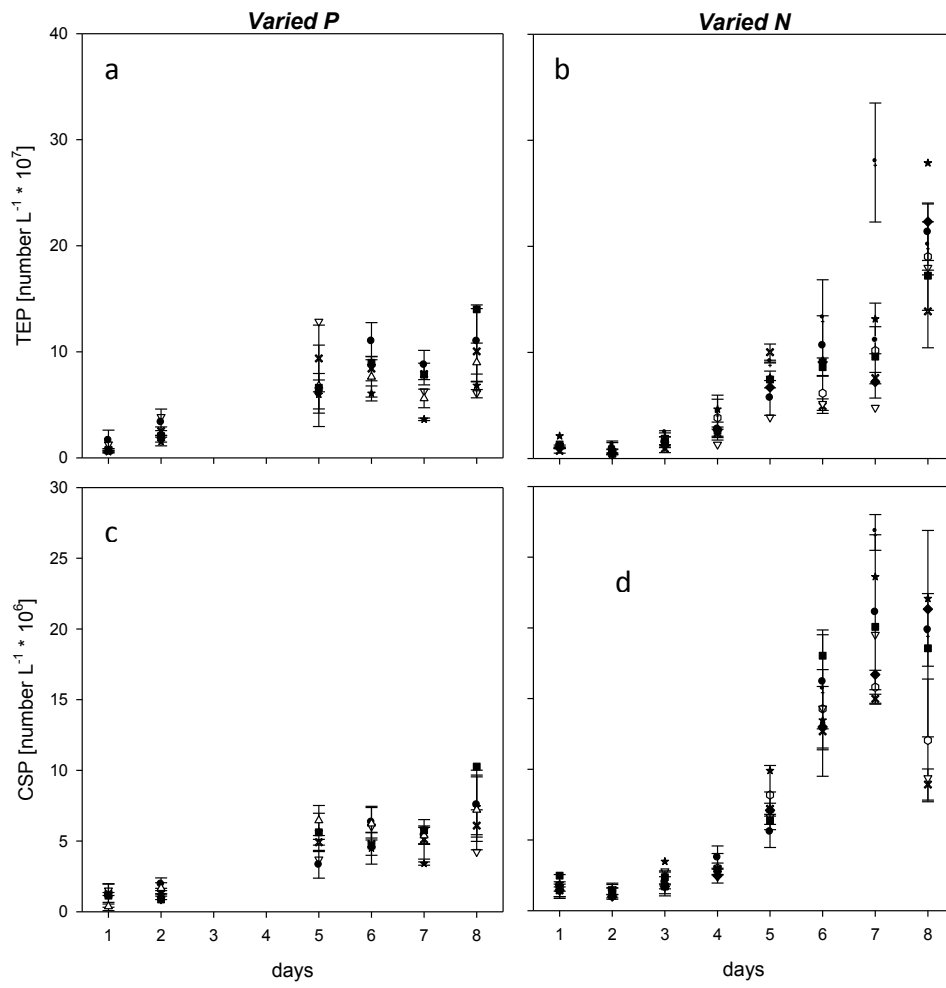 Varied P
Varied N
40
30
20
10
0
TEP [number L⁻¹ * 10⁷]
a
b
30
25
20
15
10
5
0
CSP [number L⁻¹ * 10⁶]
c
d
1 2 3 4 5 6 7 8
days
1 2 3 4 5 6 7 8
days